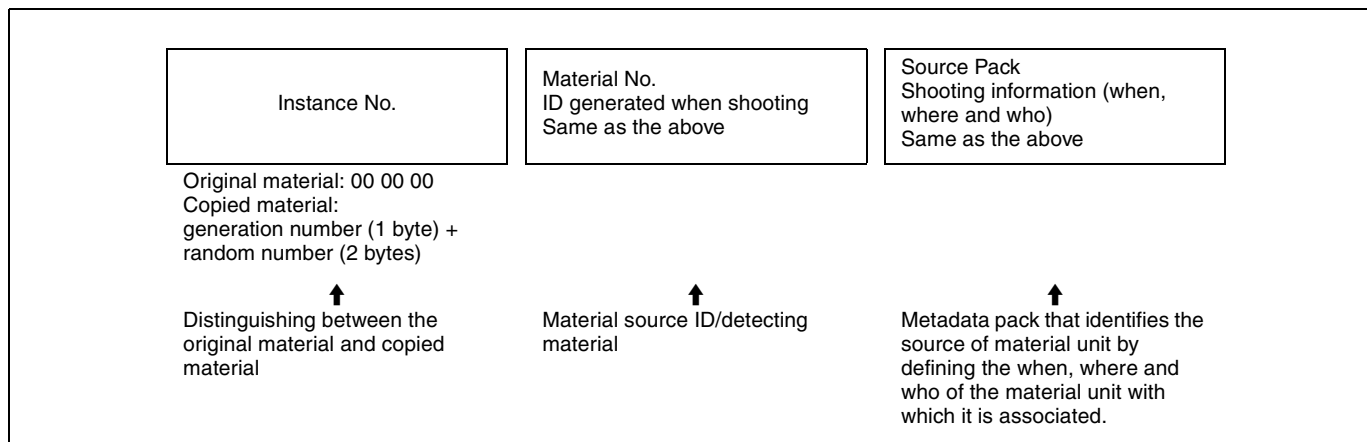 Instance No.
Material No.
ID generated when shooting
Same as the above
Source Pack
Shooting information (when,
where and who)
Same as the above
Original material: 00 00 00
Copied material:
generation number (1 byte) +
random number (2 bytes)
Distinguishing between the
original material and copied
material
Material source ID/detecting
material
Metadata pack that identifies the
source of material unit by
defining the when, where and
who of the material unit with
which it is associated.